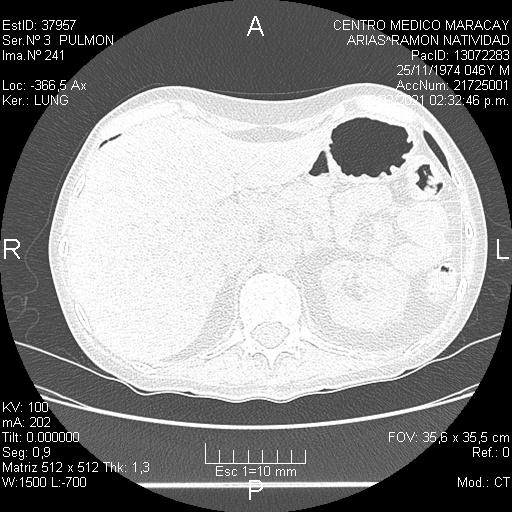 EstID: 37957
Ser.Nº 3 PULMON
Ima.Nº 241
Loc: -366,5 Ax
Ker.: LUNG
A
CENTRO MEDICO MARACAY
ARIAS^RAMON NATIVIDAD
PacID: 13072283
25/11/1974 046Y M
AccNum: 21725001
2021 02:32:46 p.m.
R
L
KV: 100
mA: 202
Tilt: 0.000000
Seg: 0,9
Matriz 512 x 512 Thk: 1,3
W:1500 L:-700
Esc 1=10 mm
P
FOV: 35,6 x 35,5 cm
Ref.: 0
Mod.: CT